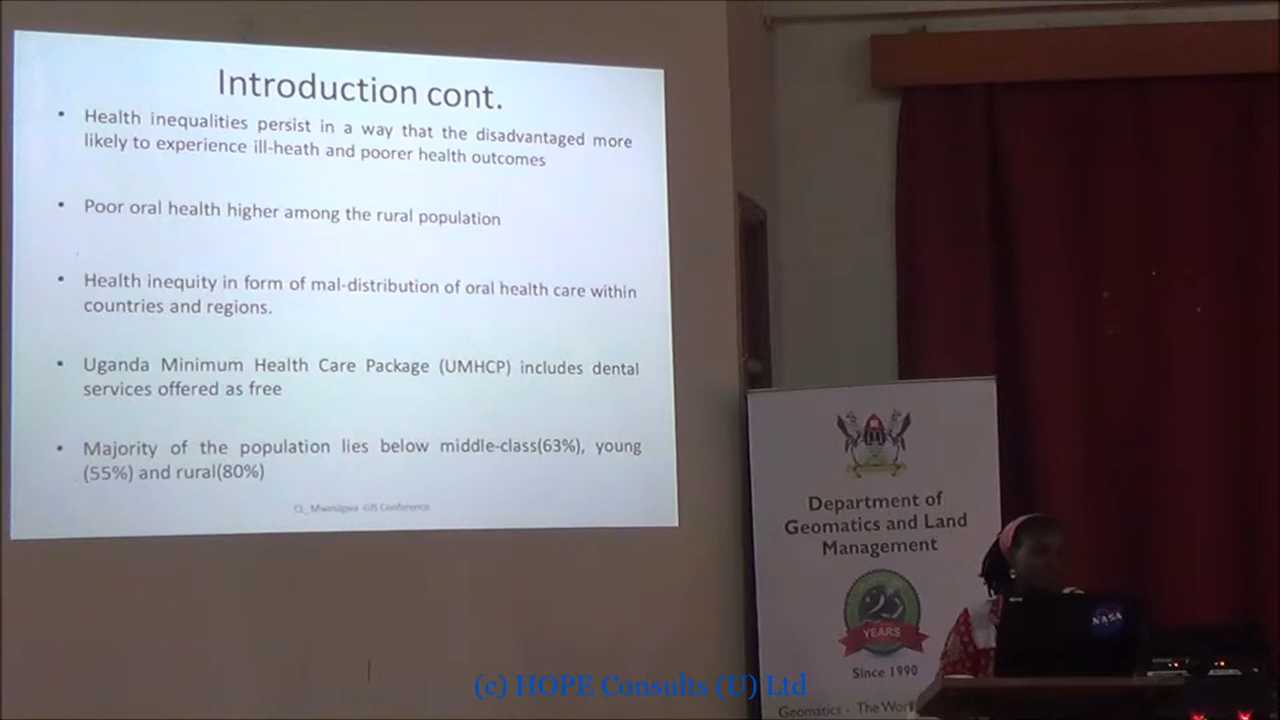 Introduction cont.
• Health inequalities persist in a way that the disadvantaged more
likely to experience ill-heath and poorer health outcomes
• Poor oral health higher among the rural population
• Health inequity in form of mal-distribution of oral health care within
countries and regions.
• Uganda Minimum Health Care Package (UMHCP) includes dental
services offered as free
• Majority of the population lies below middle-class(63%), young
(55%) and rural(80%)
GIS Conference
Department of
Geomatics and Land
Management
25
YEARS
Since 1990
Geomatics - The
NASA
(c) HOPE Consults (U) Ltd